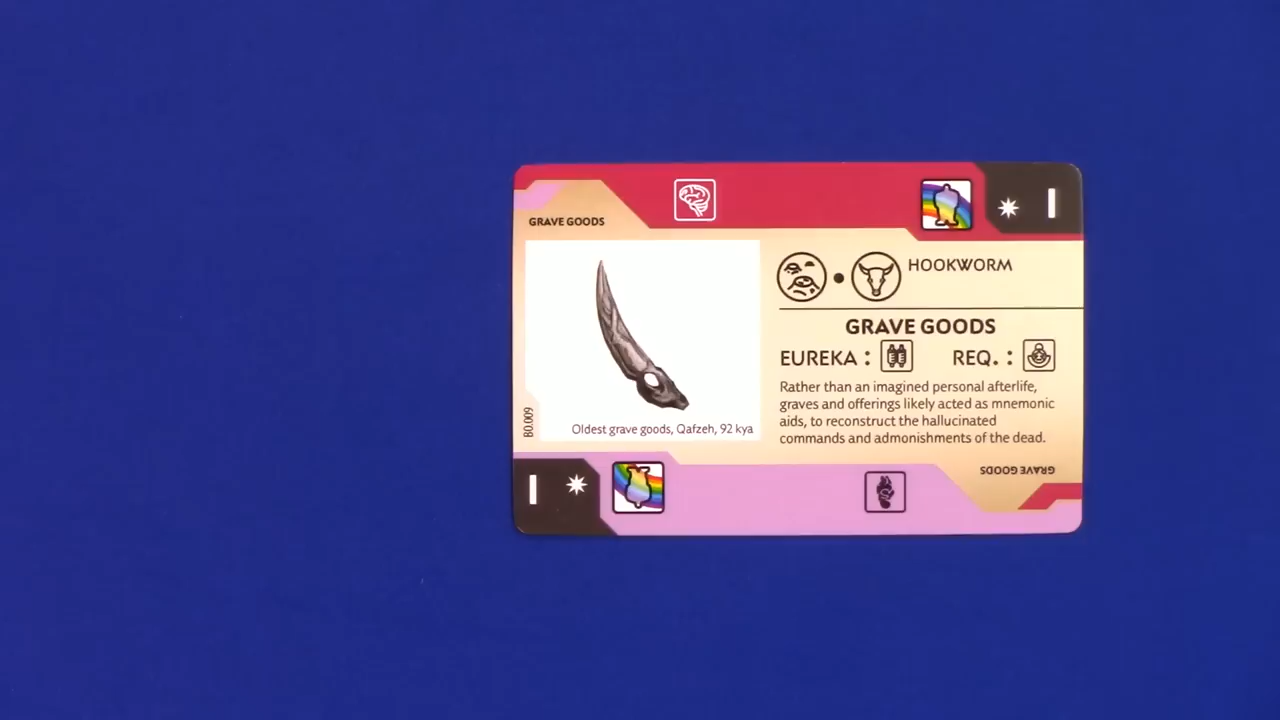 GRAVE GOODS
I
HOOKWORM
GRAVE GOODS
EUREKA : REQ. :
Rather than an imagined personal afterlife,
graves and offerings likely acted as mnemonic
aids, to reconstruct the hallucinated
commands and admonishments of the dead.
B0.009
Oldest grave goods, Qafzeh, 92 kya
GRAVE GOODS
I